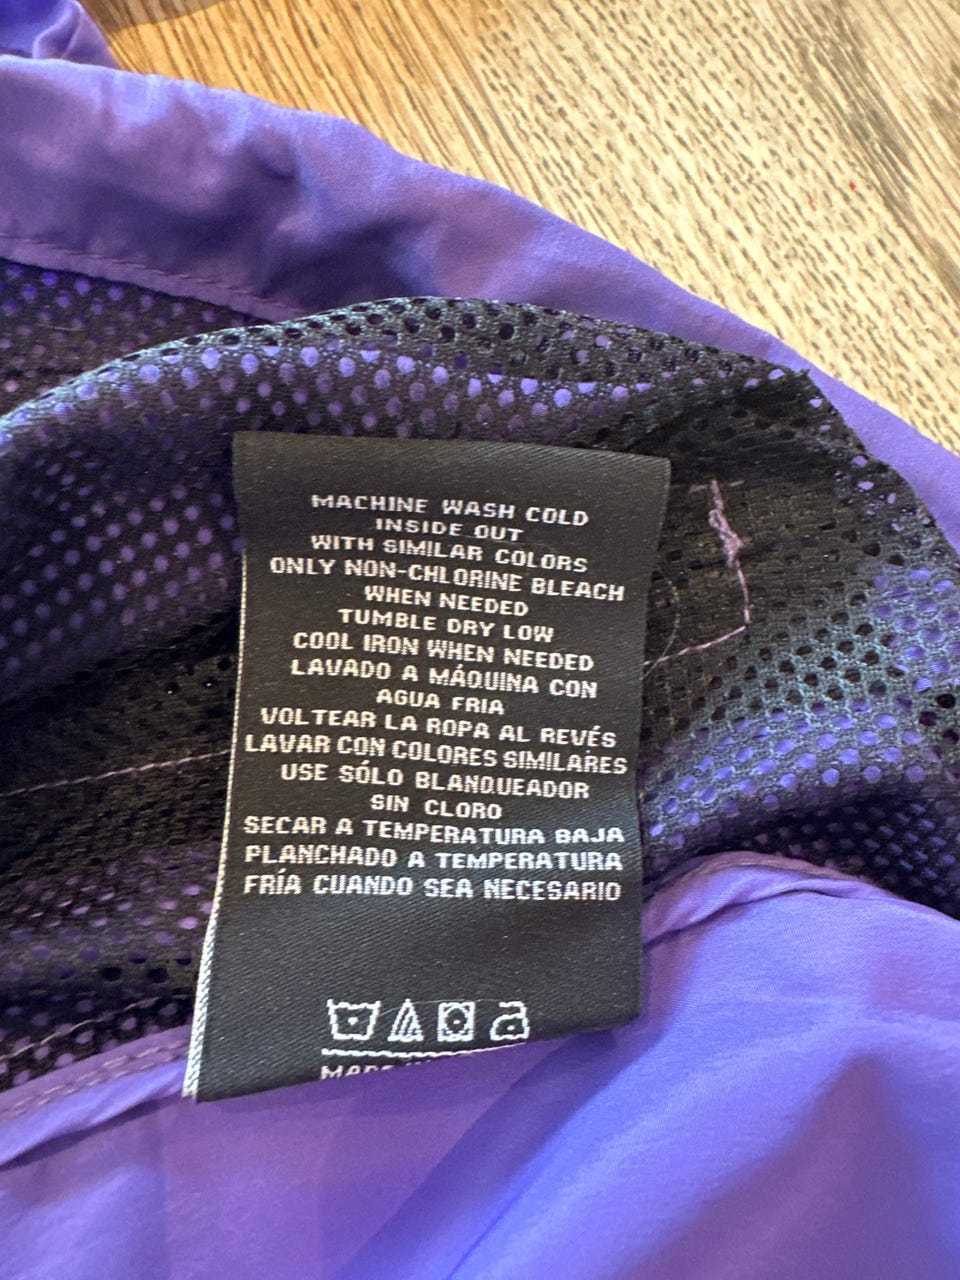 MACHINE WASH COLD
INSIDE OUT
WITH SIMILAR COLORS
ONLY NON-CHLORINE BLEACH
WHEN NEEDED
TUMBLE DRY LOW
COOL IRON WHEN NEEDED
LAVADO A MÁQUINA CON
AGUA FRIA
VOLTEAR LA ROPA AL REVÉS
LAVAR CON COLORES SIMILARES
USE SÓLO BLANQUEADOR
SIN CLORO
SECAR A TEMPERATURA BAJA
PLANCHADO A TEMPERATURA
FRÍA CUANDO SEA NECESARIO